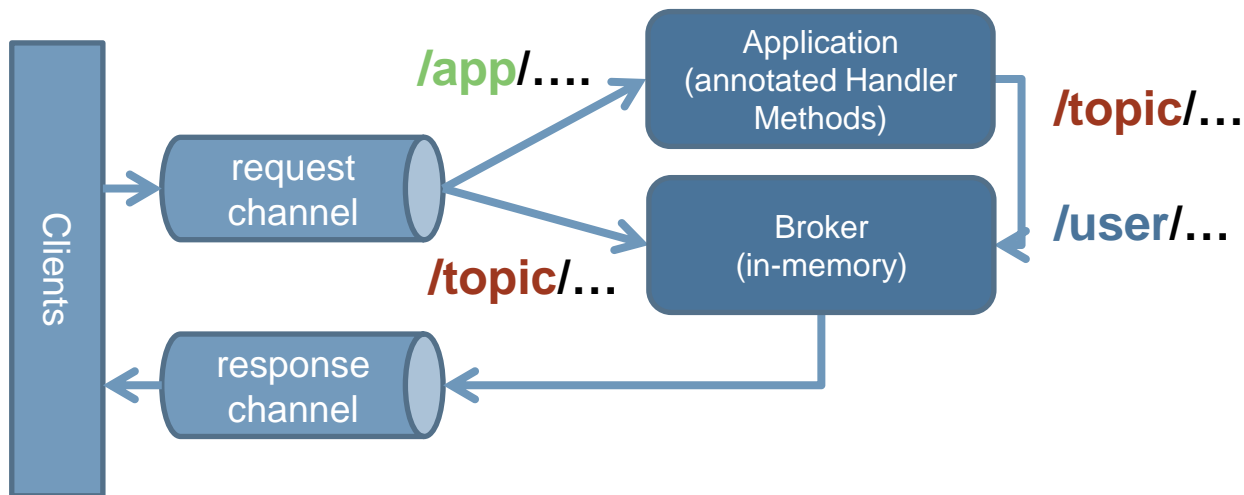 Clients
request
channel
/app/….
/topic/…
Application
(annotated Handler
Methods)
Broker
(in-memory)
/topic/…
/user/…
response
channel